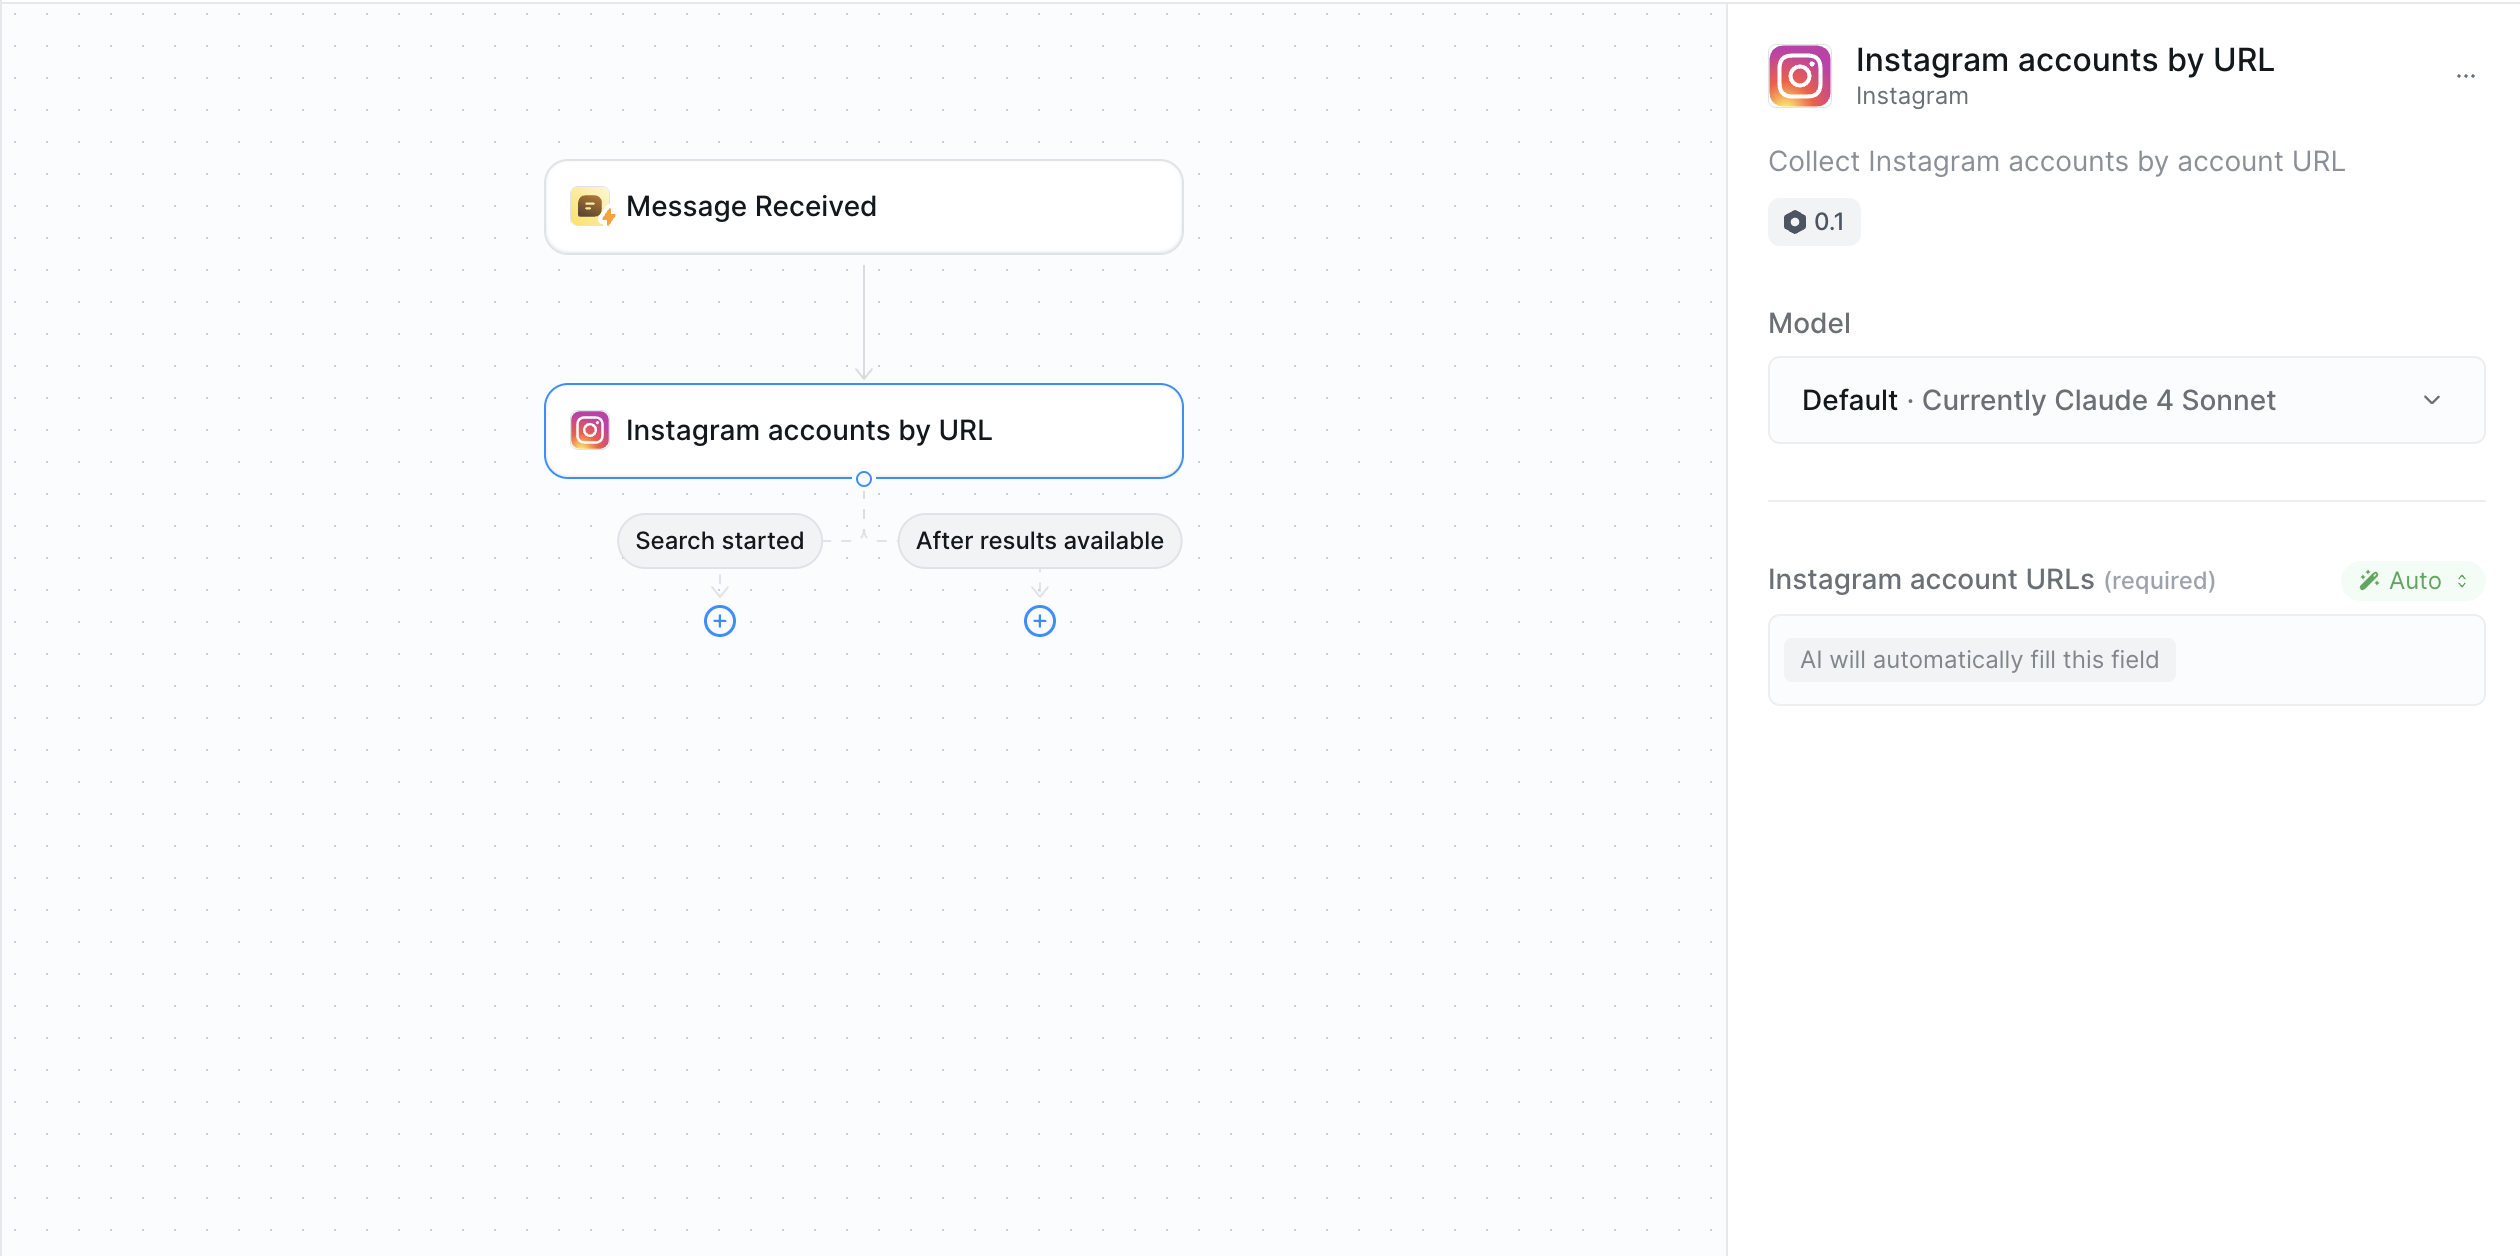 Message Received
Instagram accounts by URL
Search started
After results available
Instagram accounts by URL
Instagram
Collect Instagram accounts by account URL
0.1
Model
Default · Currently Claude 4 Sonnet
Instagram account URLs (required)
Auto
AI will automatically fill this field